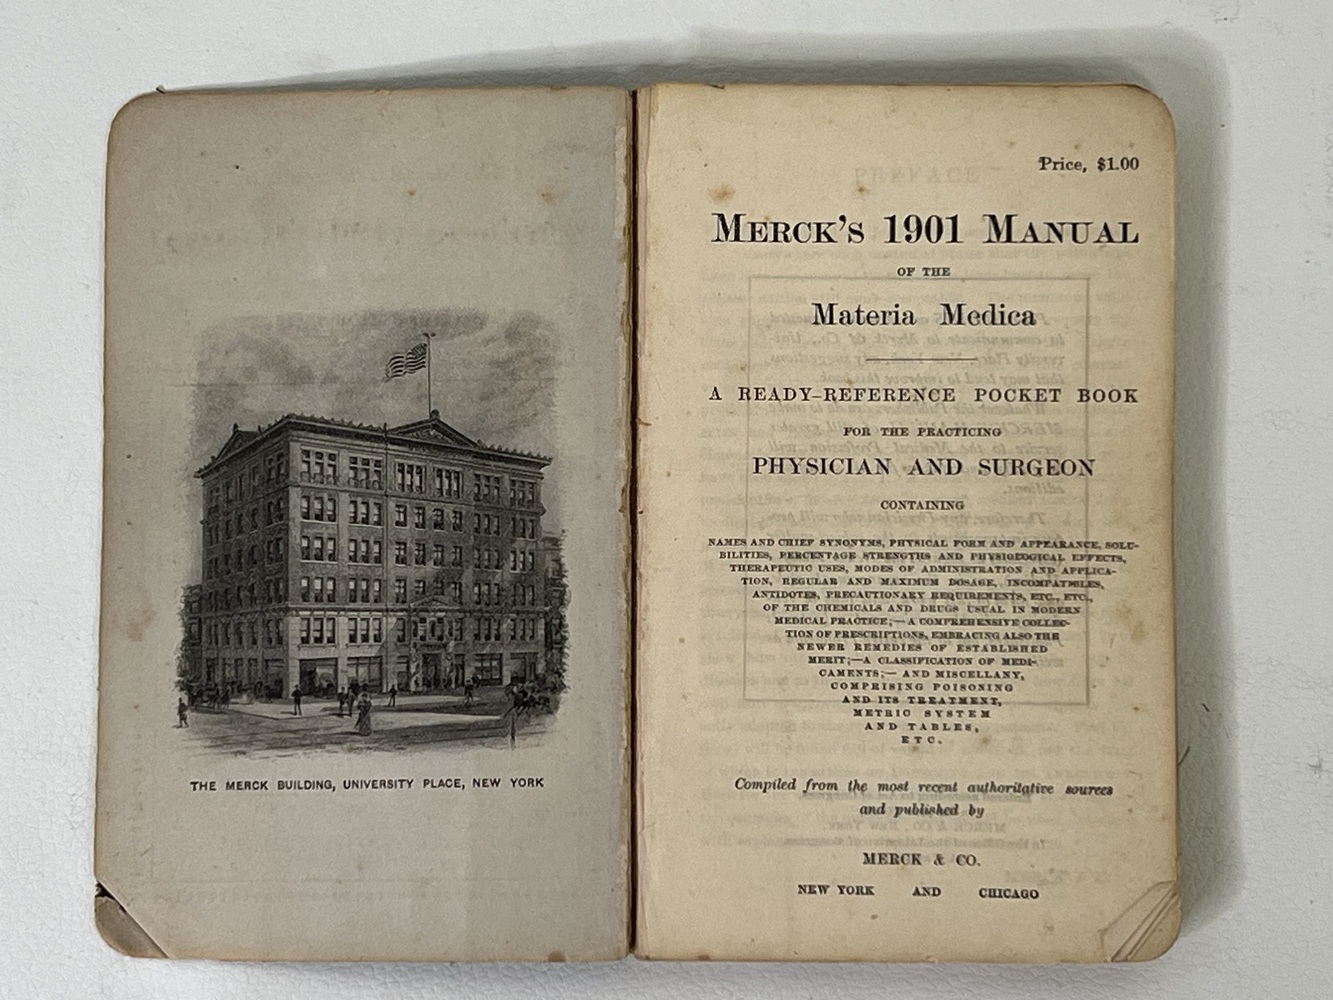 THE MERCK BUILDING, UNIVERSITY PLACE, NEW YORK
Price, $1.00
MERCK'S 1901 MANUAL
OF THE
Materia Medica
A READY-REFERENCE POCKET BOOK
FOR THE PRACTICING
PHYSICIAN AND SURGEON
CONTAINING
NAMES AND CHIEF SYNONYMS, PHYSICAL FORM AND APPEARANCE, SOLU-
BILITIES, PERCENTAGE STRENGTHS AND PHYSIOLOGICAL EFFECTS,
THERAPEUTIC USES, MODES OF ADMINISTRATION AND APPLICA-
TION, REGULAR AND MAXIMUM DOSAGE, INCOMPATIBLES,
ANTIDOTES, PRECAUTIONARY REQUIREMENTS, ETC., ETC.,
OF THE CHEMICALS AND DRUGS USUAL IN MODERN
MEDICAL PRACTICE;—A COMPREHENSIVE COLLEC-
TION OF PRESCRIPTIONS, EMBRACING ALSO THE
NEWER REMEDIES OF ESTABLISHED
MERIT;—A CLASSIFICATION OF MEDI-
CAMENTS;—AND MISCELLANY,
COMPRISING POISONING
AND ITS TREATMENT,
METRIC SYSTEM
AND TABLES,
ETC.
Compiled from the most recent authoritative sources
and published by
MERCK & CO.
NEW YORK AND CHICAGO